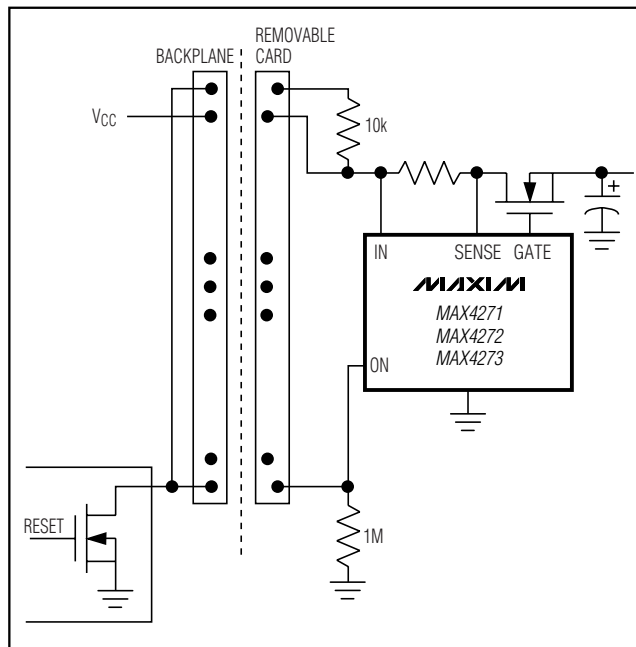 REMOVABLE
CARD
BACKPLANE
VCC
10k
+
IN
SENSE
GATE
MAXIM
MAX4271
MAX4272
MAX4273
ON
RESET
1M